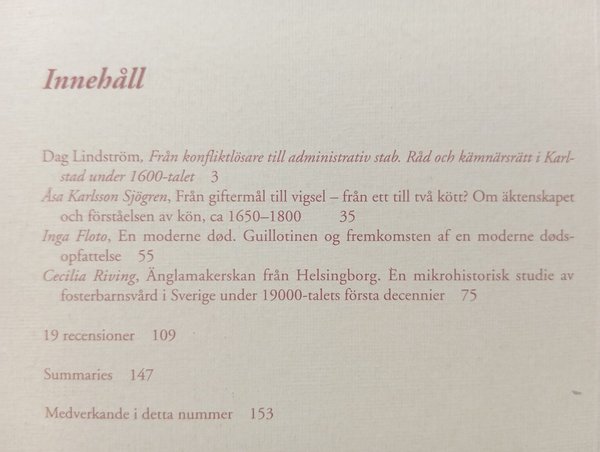 Innehåll
Dag Lindström, Från konfliktlösare till administrativ stab. Råd och kämnärsrätt i Karl-
stad under 1600-talet 3
Åsa Karlsson Sjögren, Från giftermål till vigsel – från ett till två kött? Om äktenskapet
och förståelsen av kön, ca 1650–1800 35
Inga Floto, En moderne død. Guillotinen og fremkomsten af en moderne døds-
opfattelse 55
Cecilia Riving, Änglamakerskan från Helsingborg. En mikrohistorisk studie av
fosterbarnsvård i Sverige under 19000-talets första decennier 75
19 recensioner 109
Summaries 147
Medverkande i detta nummer 153